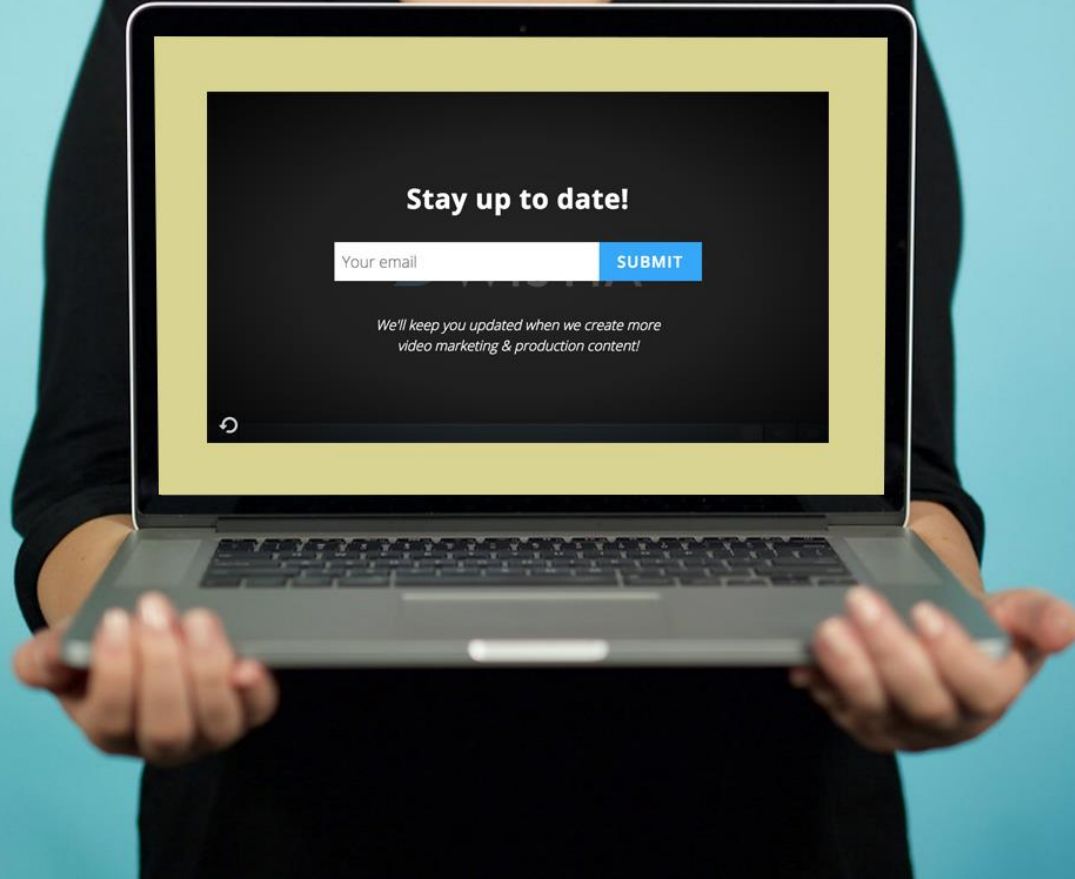 Stay up to date!
Your email SUBMIT
We'll keep you updated when we create more
video marketing & production content!